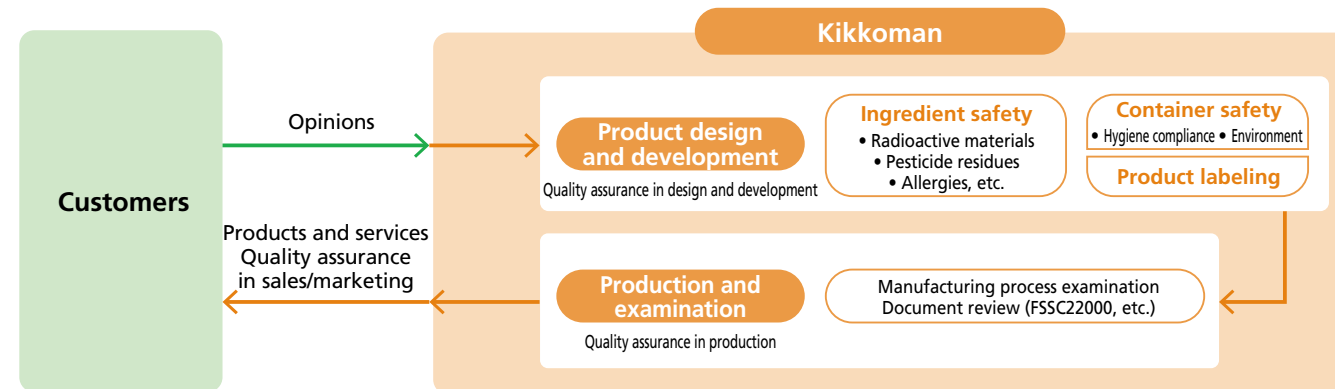 Kikkoman
Customers
Opinions
Products and services
Quality assurance
in sales/marketing
Product design
and development
Quality assurance in design and development
Ingredient safety
• Radioactive materials
• Pesticide residues
• Allergies, etc.
Container safety
• Hygiene compliance • Environment
Product labeling
Production and
examination
Quality assurance in production
Manufacturing process examination
Document review (FSSC22000, etc.)